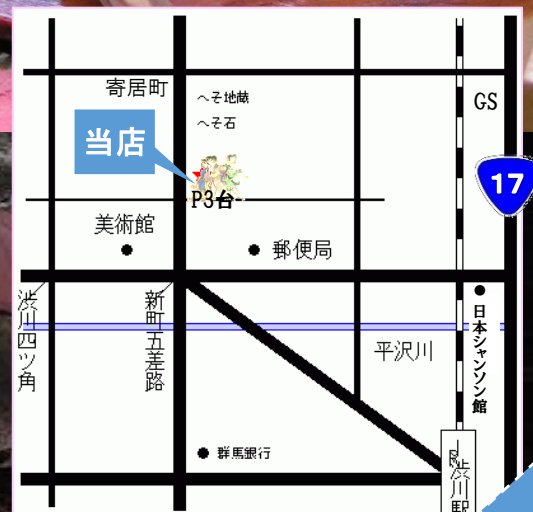 寄居町
へそ地蔵
へそ石
GS
当店
17
P3台
美術館
郵便局
渋川四ツ角
新町五差路
日本シャンソン館
平沢川
群馬銀行
JR渋川駅